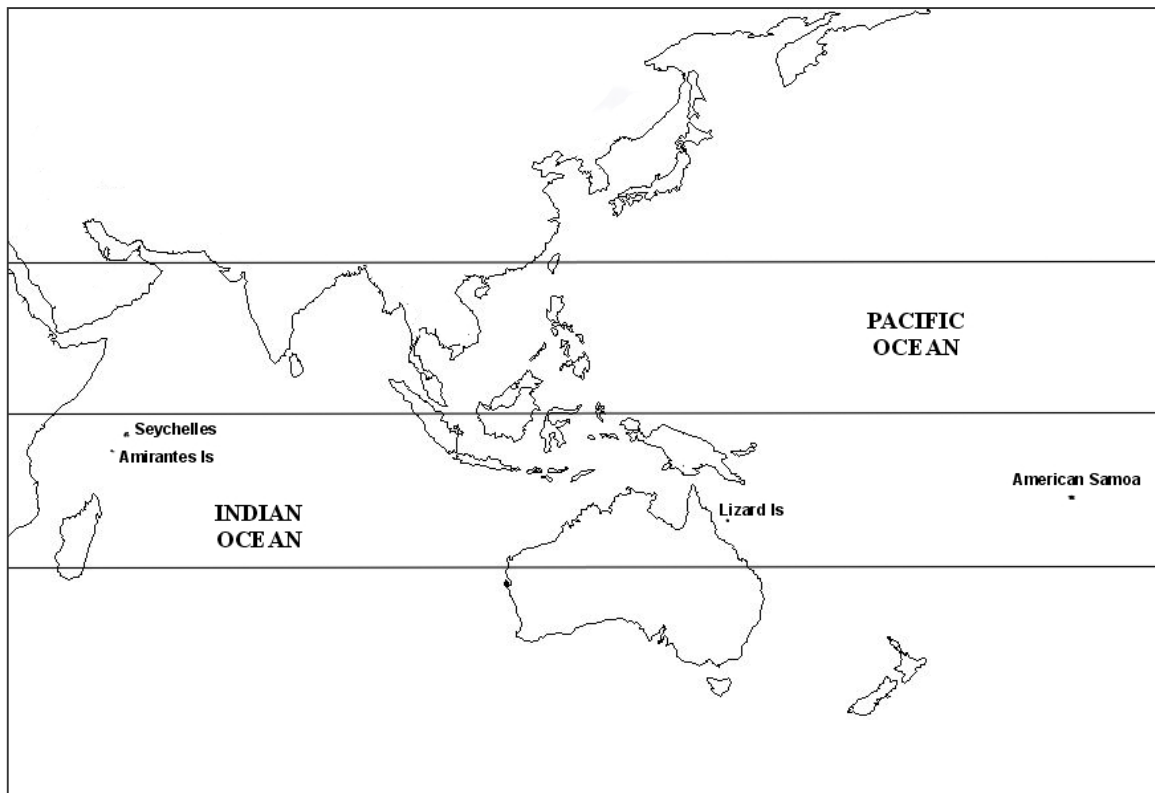 PACIFIC
OCEAN
Seychelles
Amirantes Is
American Samoa
INDIAN
OCEAN
Lizard Is